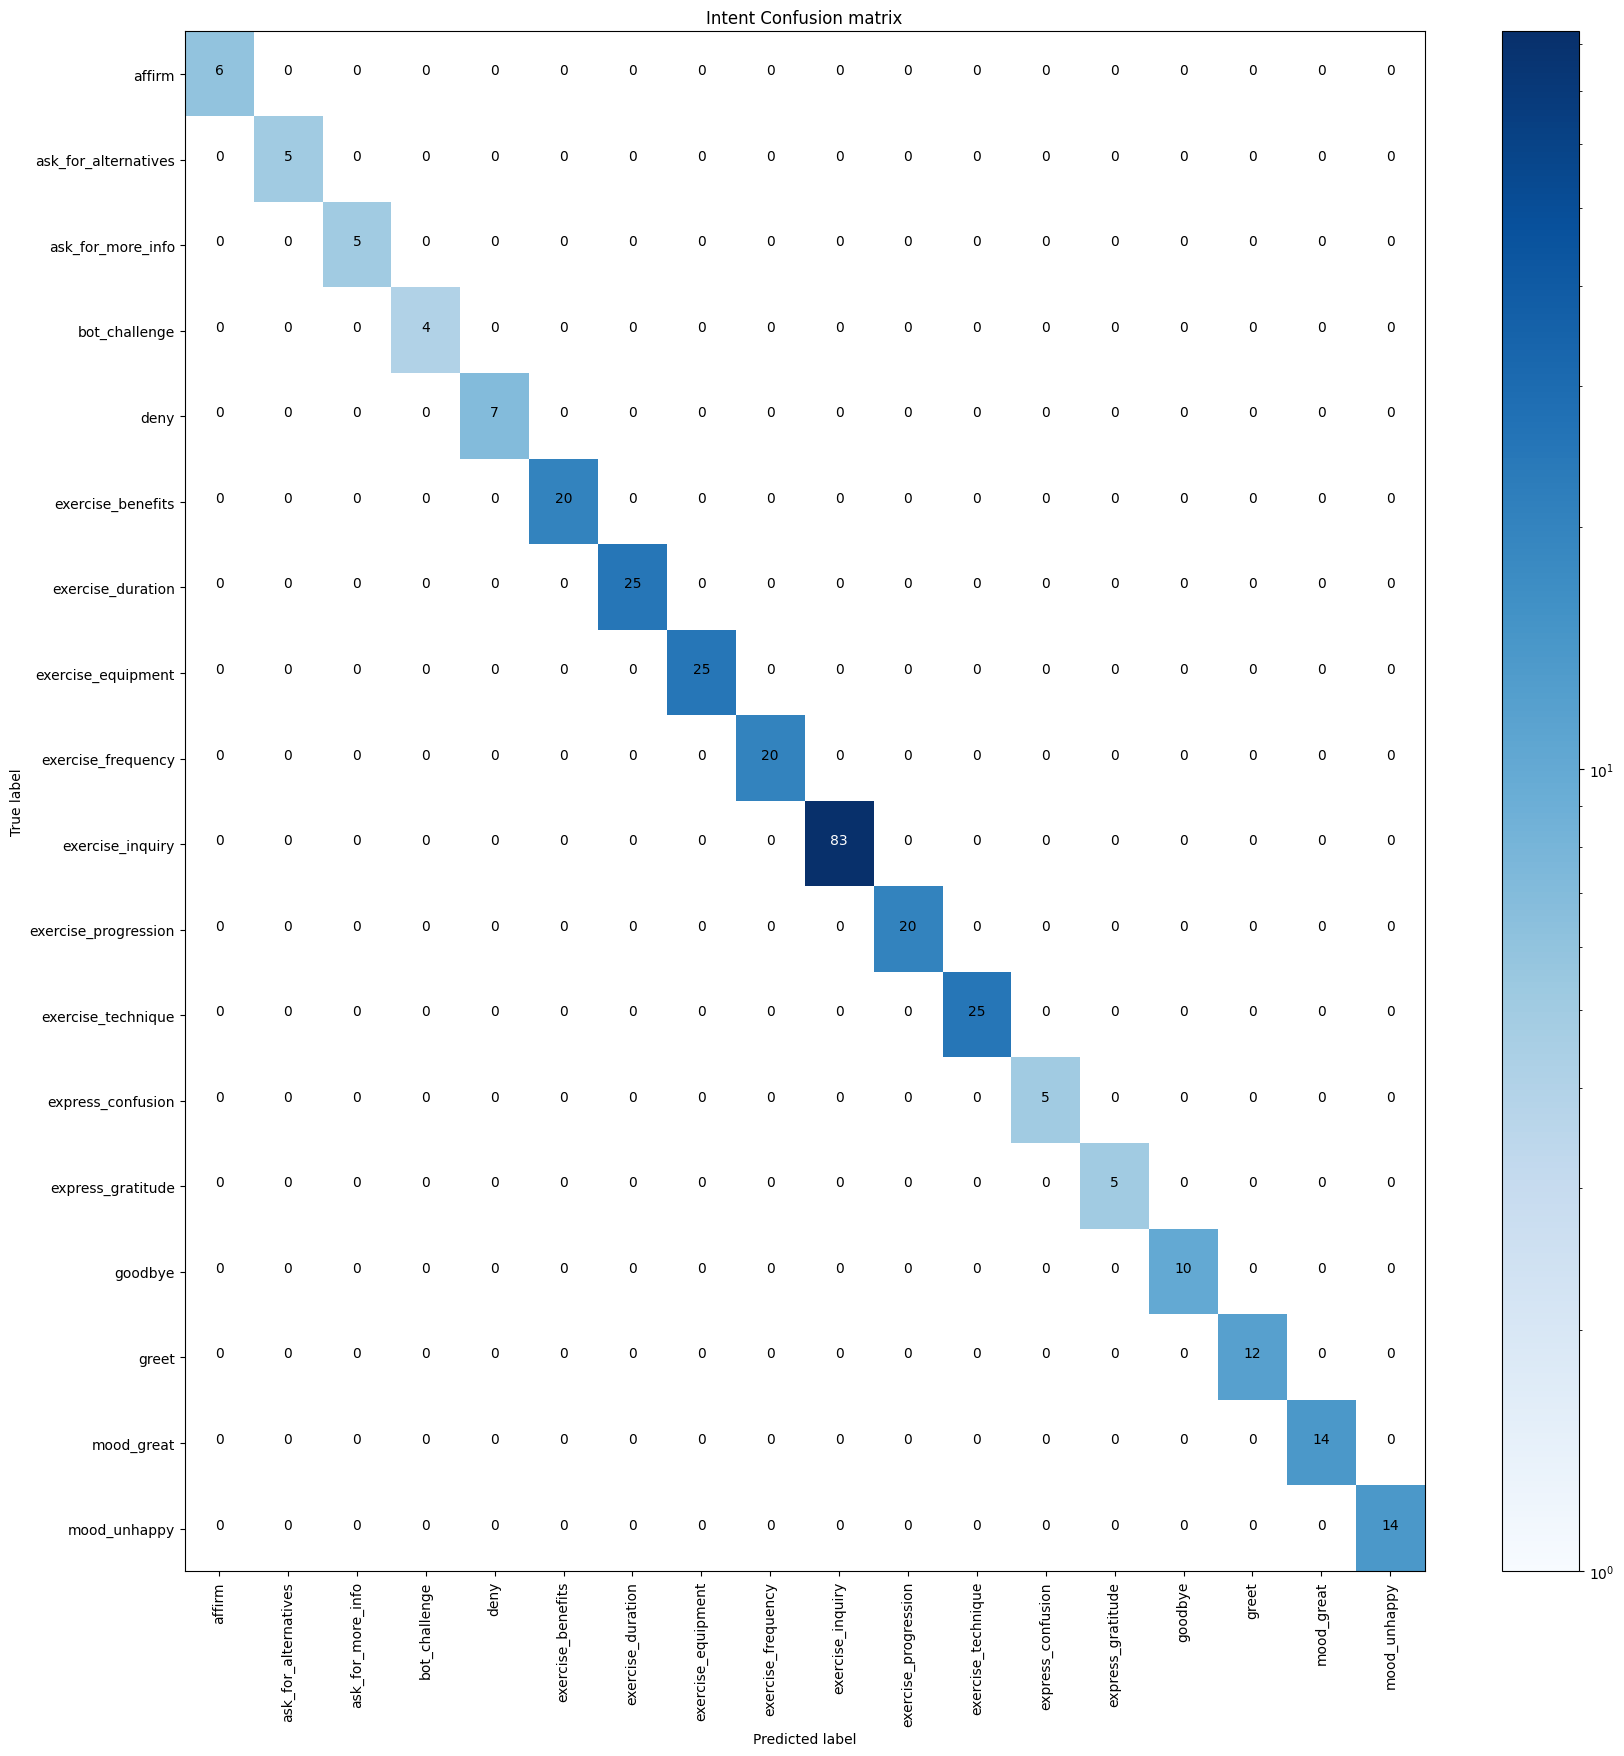 Intent Confusion matrix
affirm 6 0 0 0 0 0 0 0 0 0 0 0 0 0 0 0 0 0
ask_for_alternatives 0 5 0 0 0 0 0 0 0 0 0 0 0 0 0 0 0 0
ask_for_more_info 0 0 5 0 0 0 0 0 0 0 0 0 0 0 0 0 0 0
bot_challenge 0 0 0 4 0 0 0 0 0 0 0 0 0 0 0 0 0 0
deny 0 0 0 0 7 0 0 0 0 0 0 0 0 0 0 0 0 0
exercise_benefits 0 0 0 0 0 20 0 0 0 0 0 0 0 0 0 0 0 0
exercise_duration 0 0 0 0 0 0 25 0 0 0 0 0 0 0 0 0 0 0
exercise_equipment 0 0 0 0 0 0 0 25 0 0 0 0 0 0 0 0 0 0
exercise_frequency 0 0 0 0 0 0 0 0 20 0 0 0 0 0 0 0 0 0
exercise_inquiry 0 0 0 0 0 0 0 0 0 83 0 0 0 0 0 0 0 0
exercise_progression 0 0 0 0 0 0 0 0 0 0 20 0 0 0 0 0 0 0
exercise_technique 0 0 0 0 0 0 0 0 0 0 0 25 0 0 0 0 0 0
express_confusion 0 0 0 0 0 0 0 0 0 0 0 0 5 0 0 0 0 0
express_gratitude 0 0 0 0 0 0 0 0 0 0 0 0 0 5 0 0 0 0
goodbye 0 0 0 0 0 0 0 0 0 0 0 0 0 0 10 0 0 0
greet 0 0 0 0 0 0 0 0 0 0 0 0 0 0 0 12 0 0
mood_great 0 0 0 0 0 0 0 0 0 0 0 0 0 0 0 0 14 0
mood_unhappy 0 0 0 0 0 0 0 0 0 0 0 0 0 0 0 0 0 14
True label
affirm
ask_for_alternatives
ask_for_more_info
bot_challenge
deny
exercise_benefits
exercise_duration
exercise_equipment
exercise_frequency
exercise_inquiry
exercise_progression
exercise_technique
express_confusion
express_gratitude
goodbye
greet
mood_great
mood_unhappy
Predicted label
10¹
10⁰